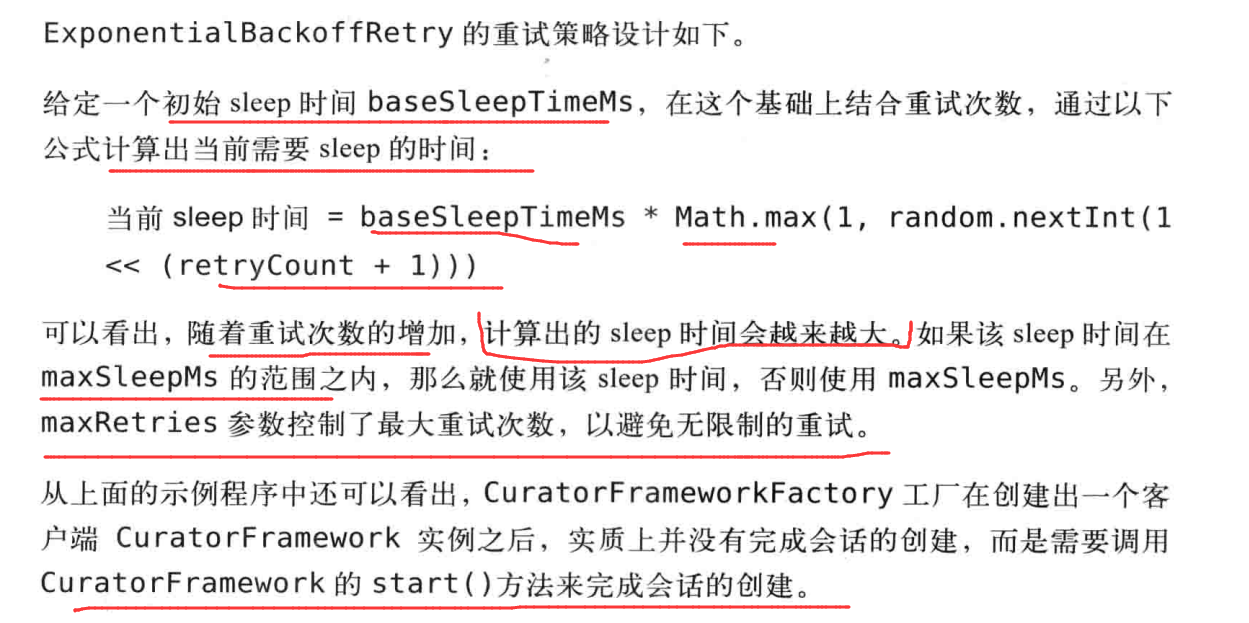 ExponentialBackoffRetry 的重试策略设计如下。
给定一个初始 sleep 时间 baseSleepTimeMs，在这个基础上结合重试次数，通过以下
公式计算出当前需要 sleep 的时间：
当前 sleep 时间 = baseSleepTimeMs * Math.max(1, random.nextInt(1
<< (retryCount + 1)))
可以看出，随着重试次数的增加，计算出的 sleep 时间会越来越大。如果该 sleep 时间在
maxSleepMs 的范围之内，那么就使用该 sleep 时间，否则使用 maxSleepMs。另外，
maxRetries 参数控制了最大重试次数，以避免无限制的重试。
从上面的示例程序中还可以看出，CuratorFrameworkFactory 工厂在创建出一个客
户端 CuratorFramework 实例之后，实质上并没有完成会话的创建，而是需要调用
CuratorFramework 的 start()方法来完成会话的创建。